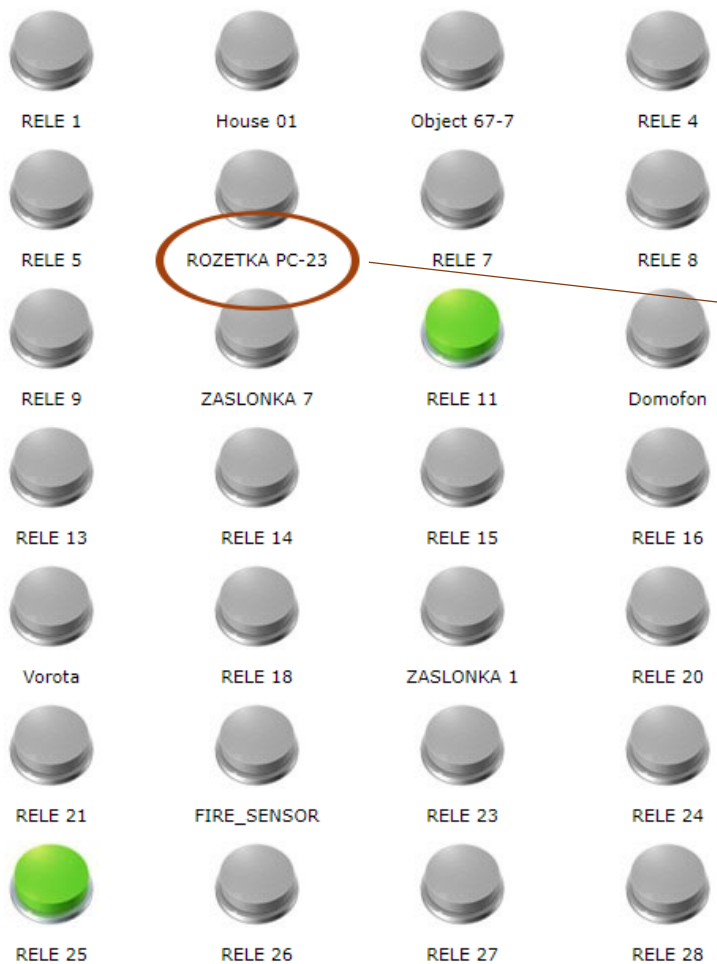 RELE 1 House 01 Object 67-7 RELE 4
RELE 5 ROZETKA PC-23 RELE 7 RELE 8
RELE 9 ZASLONKA 7 RELE 11 Domofon
RELE 13 RELE 14 RELE 15 RELE 16
Vorota RELE 18 ZASLONKA 1 RELE 20
RELE 21 FIRE_SENSOR RELE 23 RELE 24
RELE 25 RELE 26 RELE 27 RELE 28